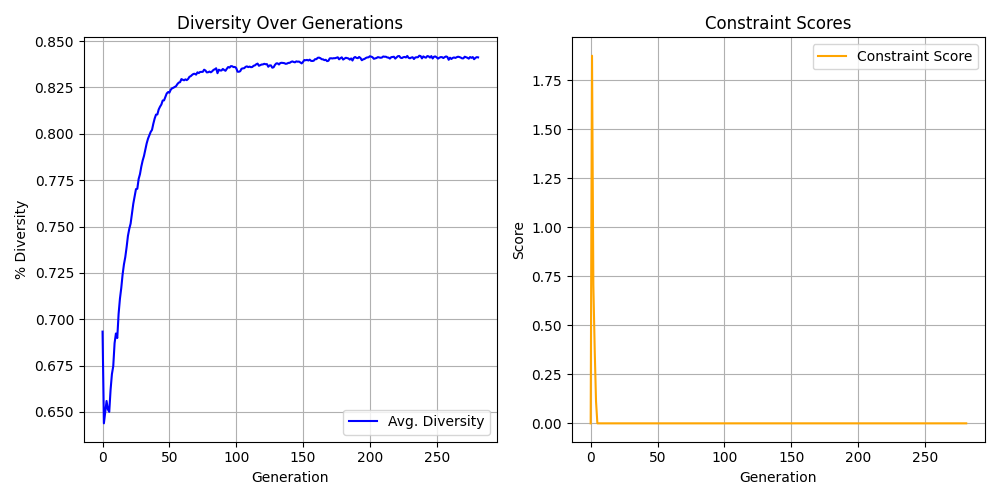 Diversity Over Generations
% Diversity
0.850
0.825
0.800
0.775
0.750
0.725
0.700
0.675
0.650
Avg. Diversity
0 50 100 150 200 250
Generation
Constraint Scores
Score
Constraint Score
1.75
1.50
1.25
1.00
0.75
0.50
0.25
0.00
0 50 100 150 200 250
Generation